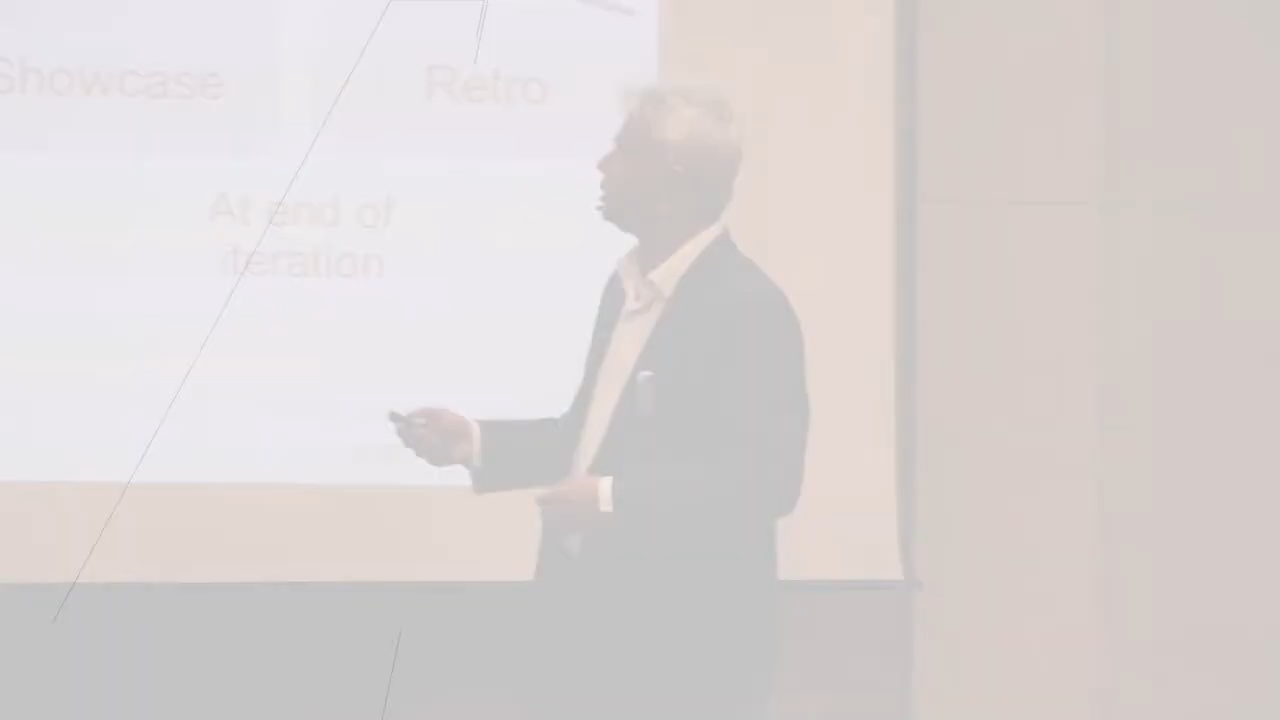 Showcase
Retro
At end of
iteration